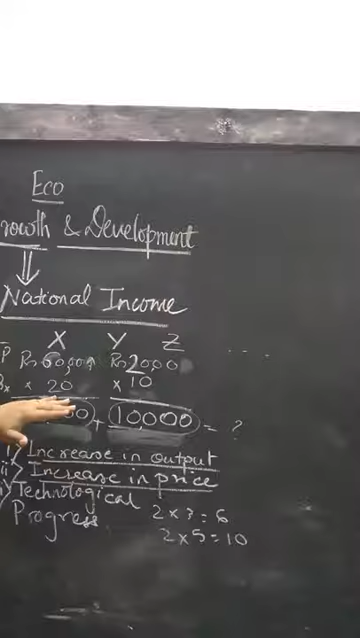 Eco
rowth & Development
National Income
X Y Z ....
P Rs 60,000 Rs 2000
x 20 x 10
0 + 10000 = ?
i) Increase in output
ii) Increase in price
Technological
Progress
2 x 3 = 6
2 x 5 = 10